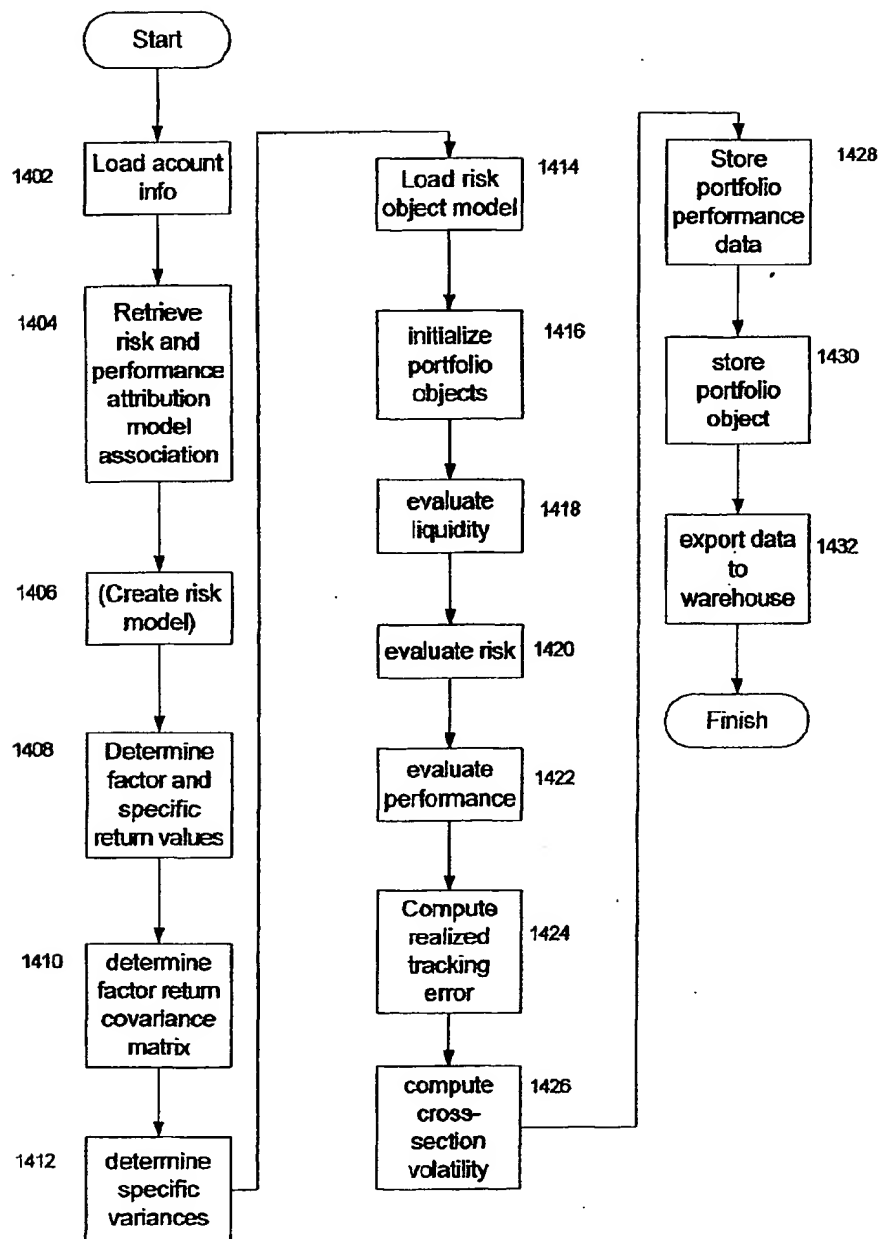 Start
1402
Load acount
info
1404
Retrieve
risk and
performance
attribution
model
association
1406
(Create risk
model)
1408
Determine
factor and
specific
return values
1410
determine
factor return
covariance
matrix
1412
determine
specific
variances
1414
Load risk
object model
1416
initialize
portfolio
objects
1418
evaluate
liquidity
1420
evaluate risk
1422
evaluate
performance
1424
Compute
realized
tracking
error
1426
compute
cross-
section
volatility
1428
Store
portfolio
performance
data
1430
store
portfolio
object
1432
export data
to
warehouse
Finish